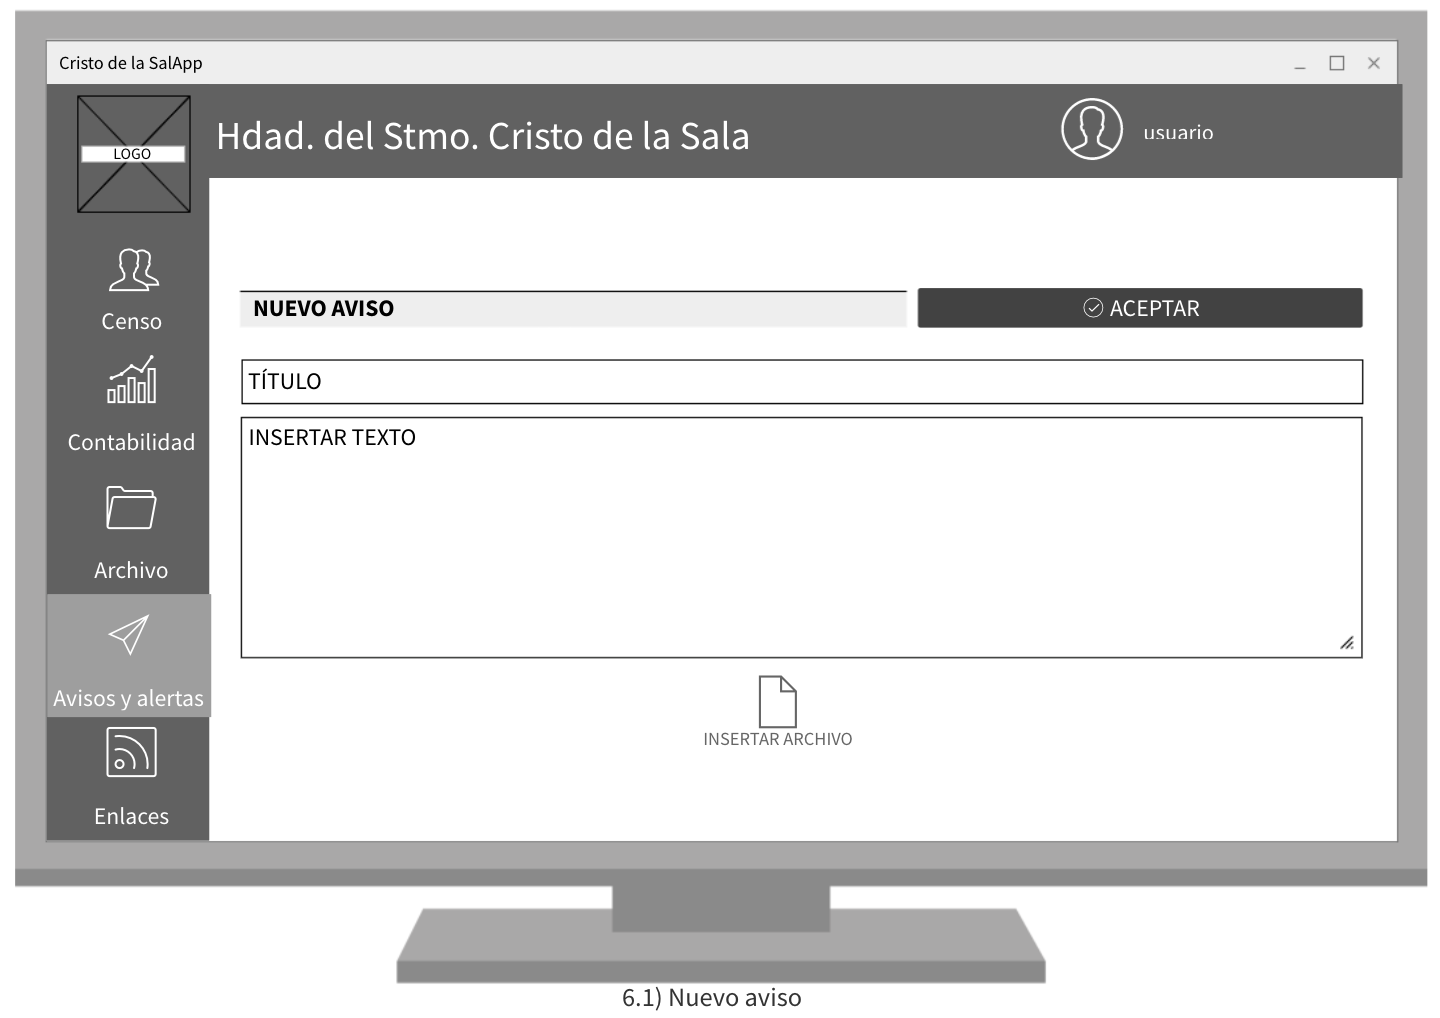 Cristo de la SalApp
LOGO
Hdad. del Stmo. Cristo de la Sala
usuario
Censo
Contabilidad
Archivo
Avisos y alertas
Enlaces
NUEVO AVISO
ACEPTAR
TÍTULO
INSERTAR TEXTO
INSERTAR ARCHIVO
6.1) Nuevo aviso